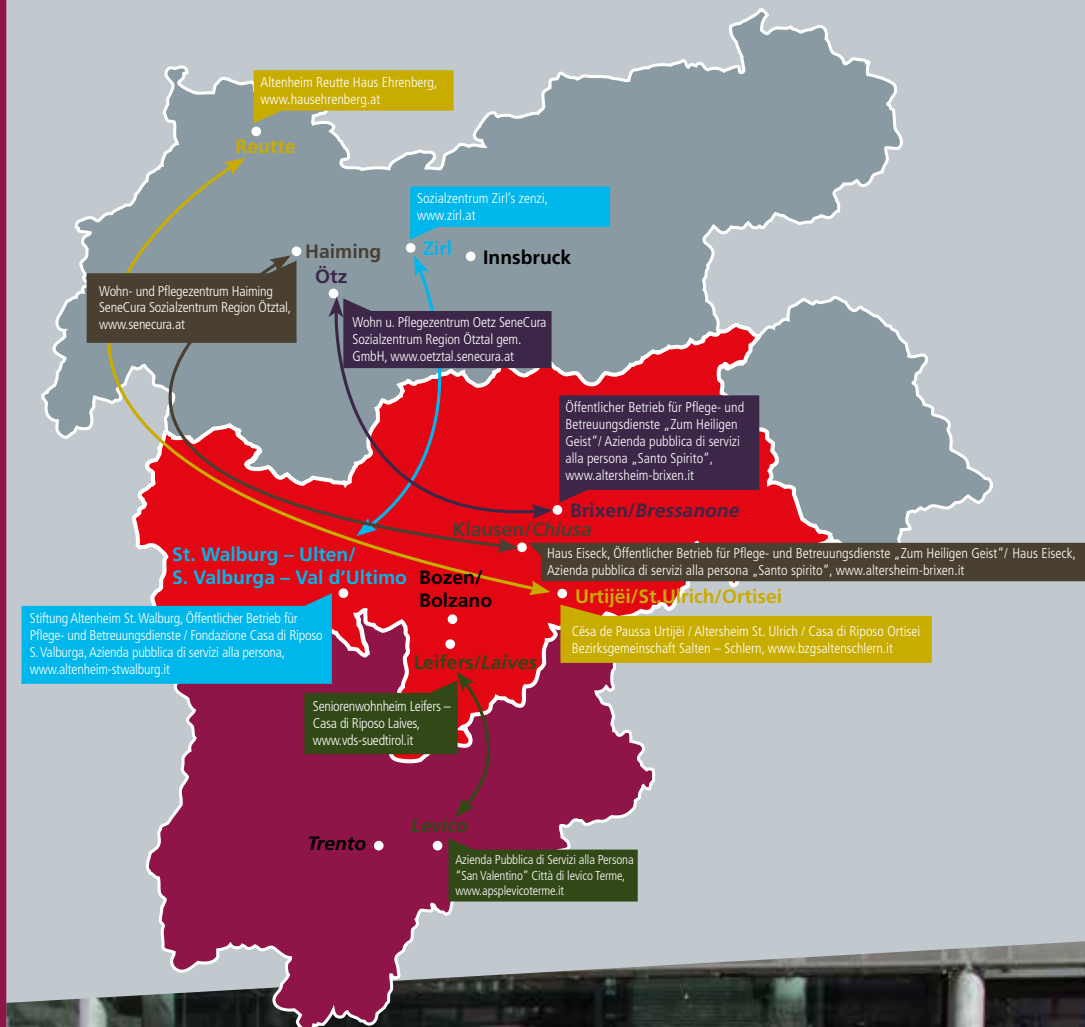 Altenheim Reutte Haus Ehrenberg,
www.hausehrenberg.at
Reutte
Sozialzentrum Zirl's zenzi,
www.zirl.at
Haiming
Zirl
Innsbruck
Ötz
Wohn- und Pflegezentrum Haiming
SeneCura Sozialzentrum Region Ötztal,
www.senecura.at
Wohn u. Pflegezentrum Oetz SeneCura
Sozialzentrum Region Ötztal gem.
GmbH, www.oetztal.senecura.at
Öffentlicher Betrieb für Pflege- und
Betreuungsdienste „Zum Heiligen
Geist“/ Azienda pubblica di servizi
alla persona „Santo Spirito“,
www.altersheim-brixen.it
Brixen/Bressanone
Klausen/Chiusa
Haus Eiseck, Öffentlicher Betrieb für Pflege- und Betreuungsdienste „Zum Heiligen Geist“/ Haus Eiseck,
Azienda pubblica di servizi alla persona „Santo spirito“, www.altersheim-brixen.it
St. Walburg – Ulten/
S. Valburga – Val d'Ultimo
Bozen/
Bolzano
Urtijëi/St.Ulrich/Ortisei
Stiftung Altenheim St. Walburg, Öffentlicher Betrieb für
Pflege- und Betreuungsdienste / Fondazione Casa di Riposo
S. Valburga, Azienda pubblica di servizi alla persona,
www.altenheim-stwalburg.it
Cësa de Paussa Urtijëi / Altersheim St. Ulrich / Casa di Riposo Ortisei
Bezirksgemeinschaft Salten – Schlern, www.bzgsaltenschlern.it
Leifers/Laives
Seniorenwohnheim Leifers –
Casa di Riposo Laives,
www.vds-suedtirol.it
Levico
Trento
Azienda Pubblica di Servizi alla Persona
“San Valentino” Città di levico Terme,
www.apsplevicoterme.it